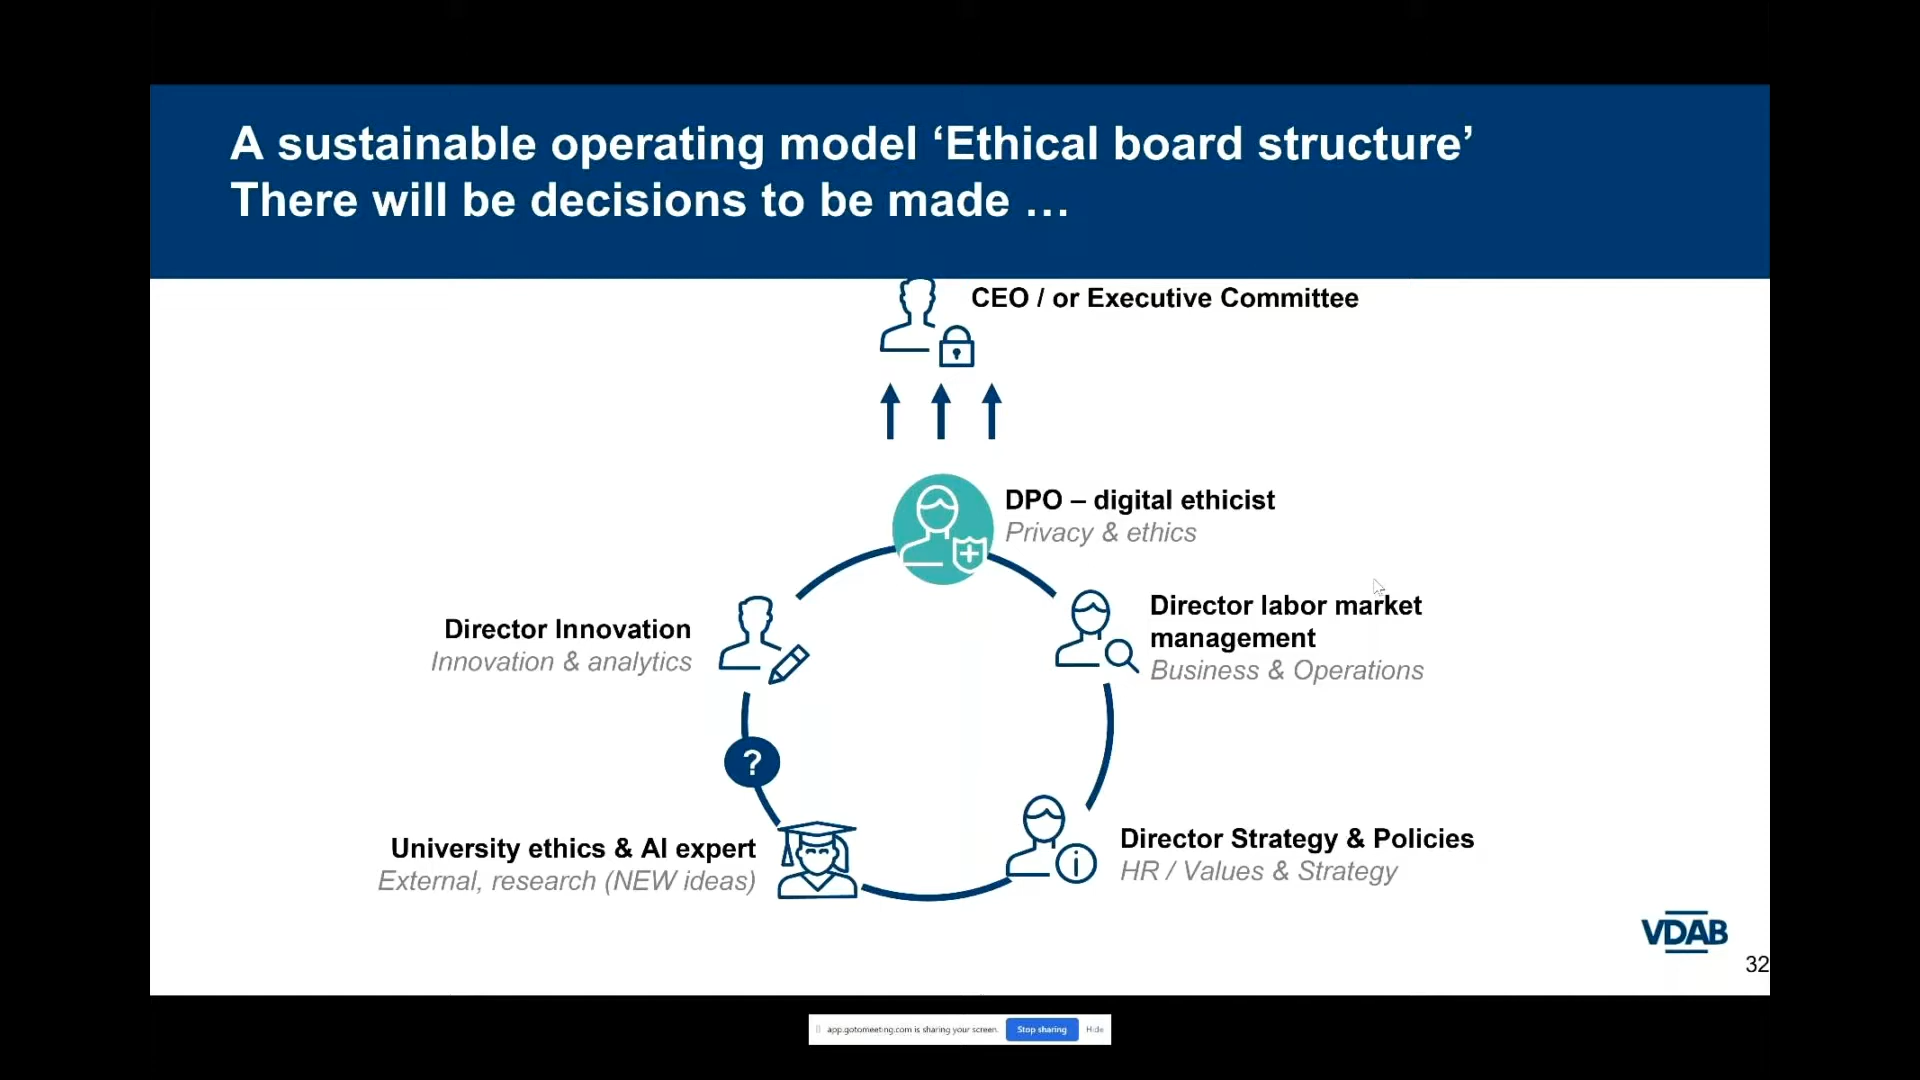 A sustainable operating model ‘Ethical board structure’
There will be decisions to be made …
CEO / or Executive Committee
DPO – digital ethicist
Privacy & ethics
Director labor market
management
Business & Operations
Director Innovation
Innovation & analytics
?
University ethics & AI expert
External, research (NEW ideas)
Director Strategy & Policies
HR / Values & Strategy
i
VDAB
32
app.gotomeeting.com is sharing your screen.
Stop sharing
Hide